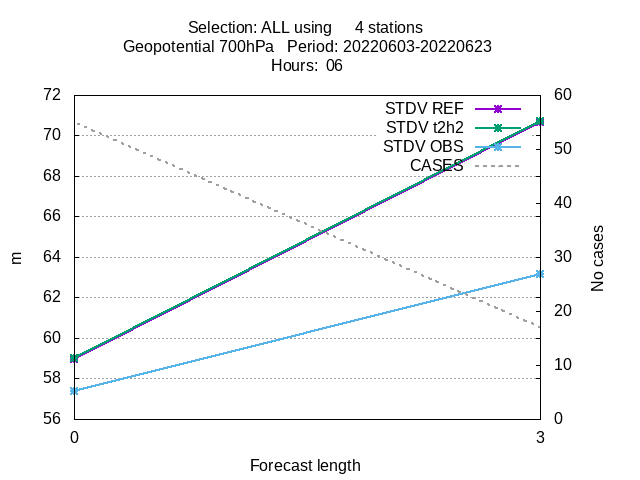 Selection: ALL using     4 stations
Geopotential 700hPa   Period: 20220603-20220623
Hours:  06
72
70
68
66
64
62
60
58
56
m
60
50
40
30
20
10
0
No cases
STDV REF
STDV t2h2
STDV OBS
CASES
0
3
Forecast length